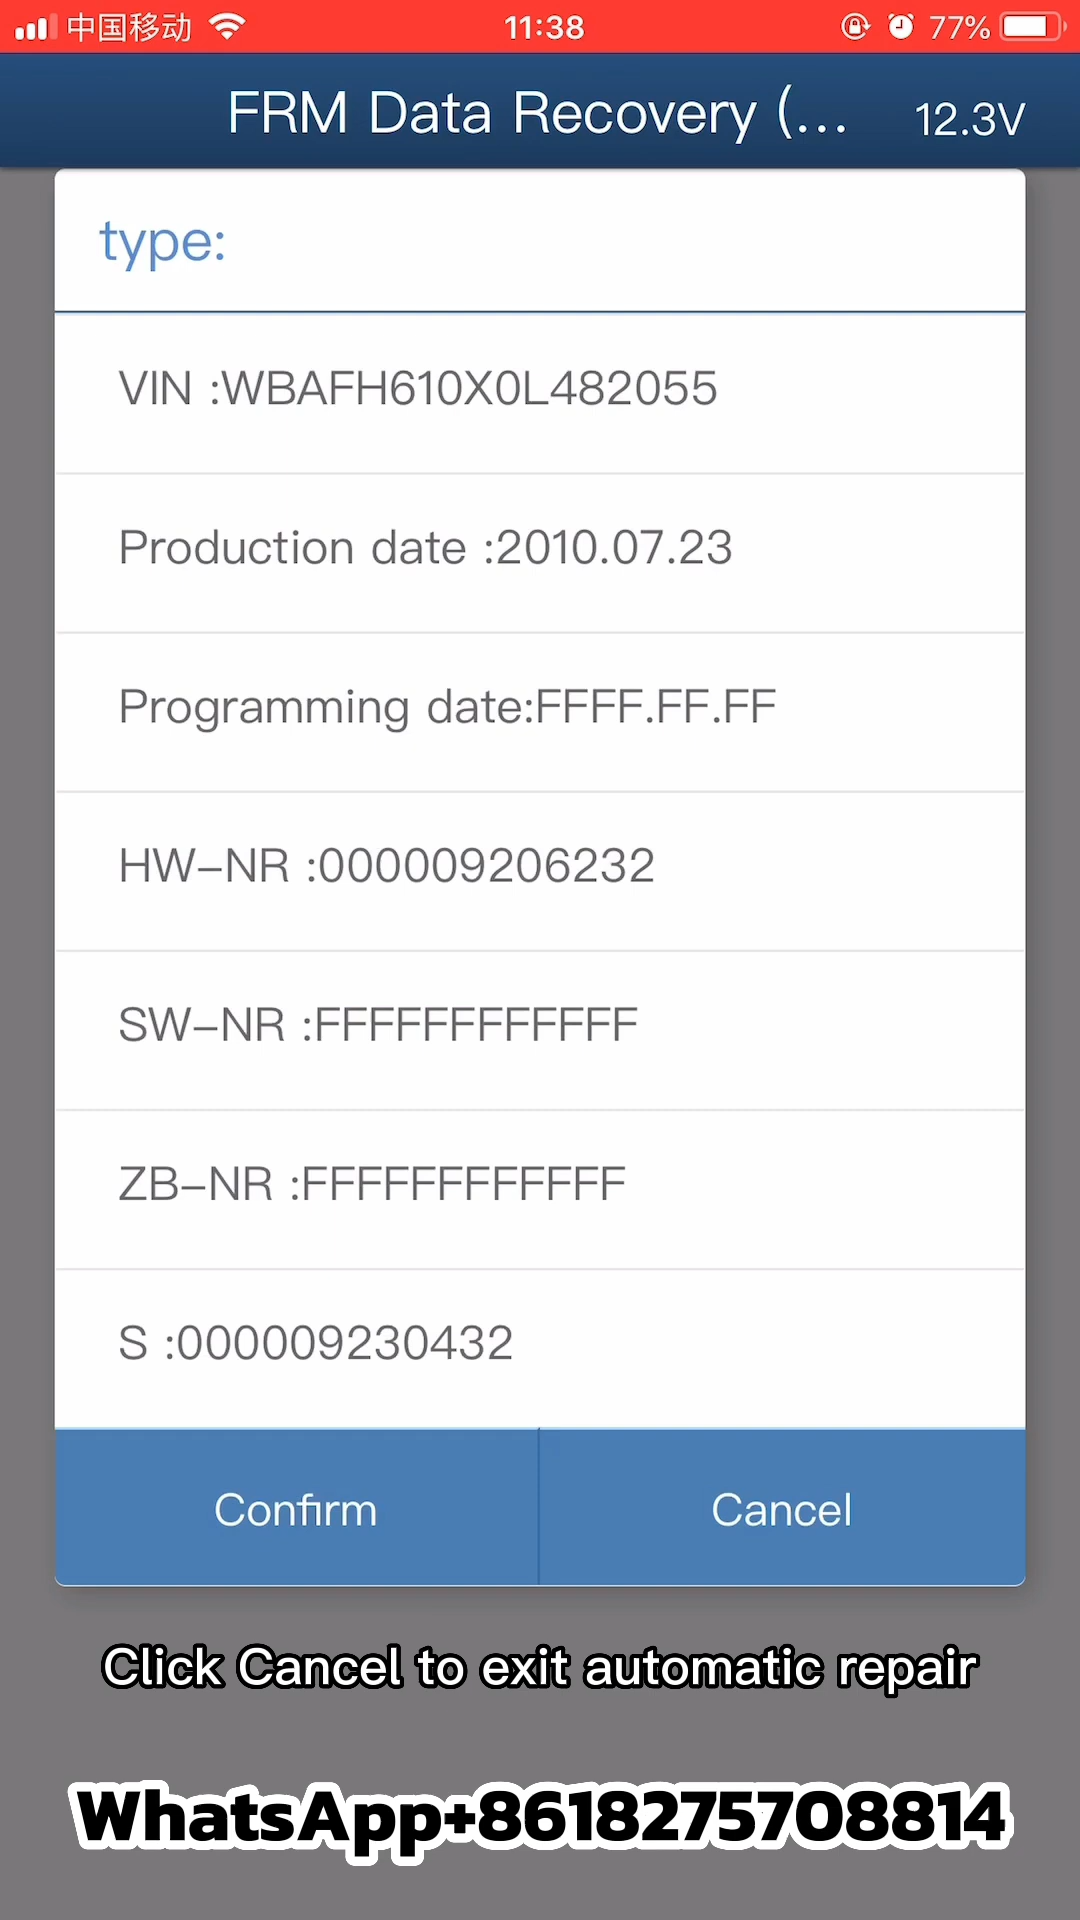 中国移动 11:38 77%
FRM Data Recovery (... 12.3V
type:
VIN :WBAFH610X0L482055
Production date :2010.07.23
Programming date:FFFF.FF.FF
HW-NR :000009206232
SW-NR :FFFFFFFFFFFF
ZB-NR :FFFFFFFFFFFF
S :000009230432
Confirm Cancel
Click Cancel to exit automatic repair
WhatsApp+8618275708814